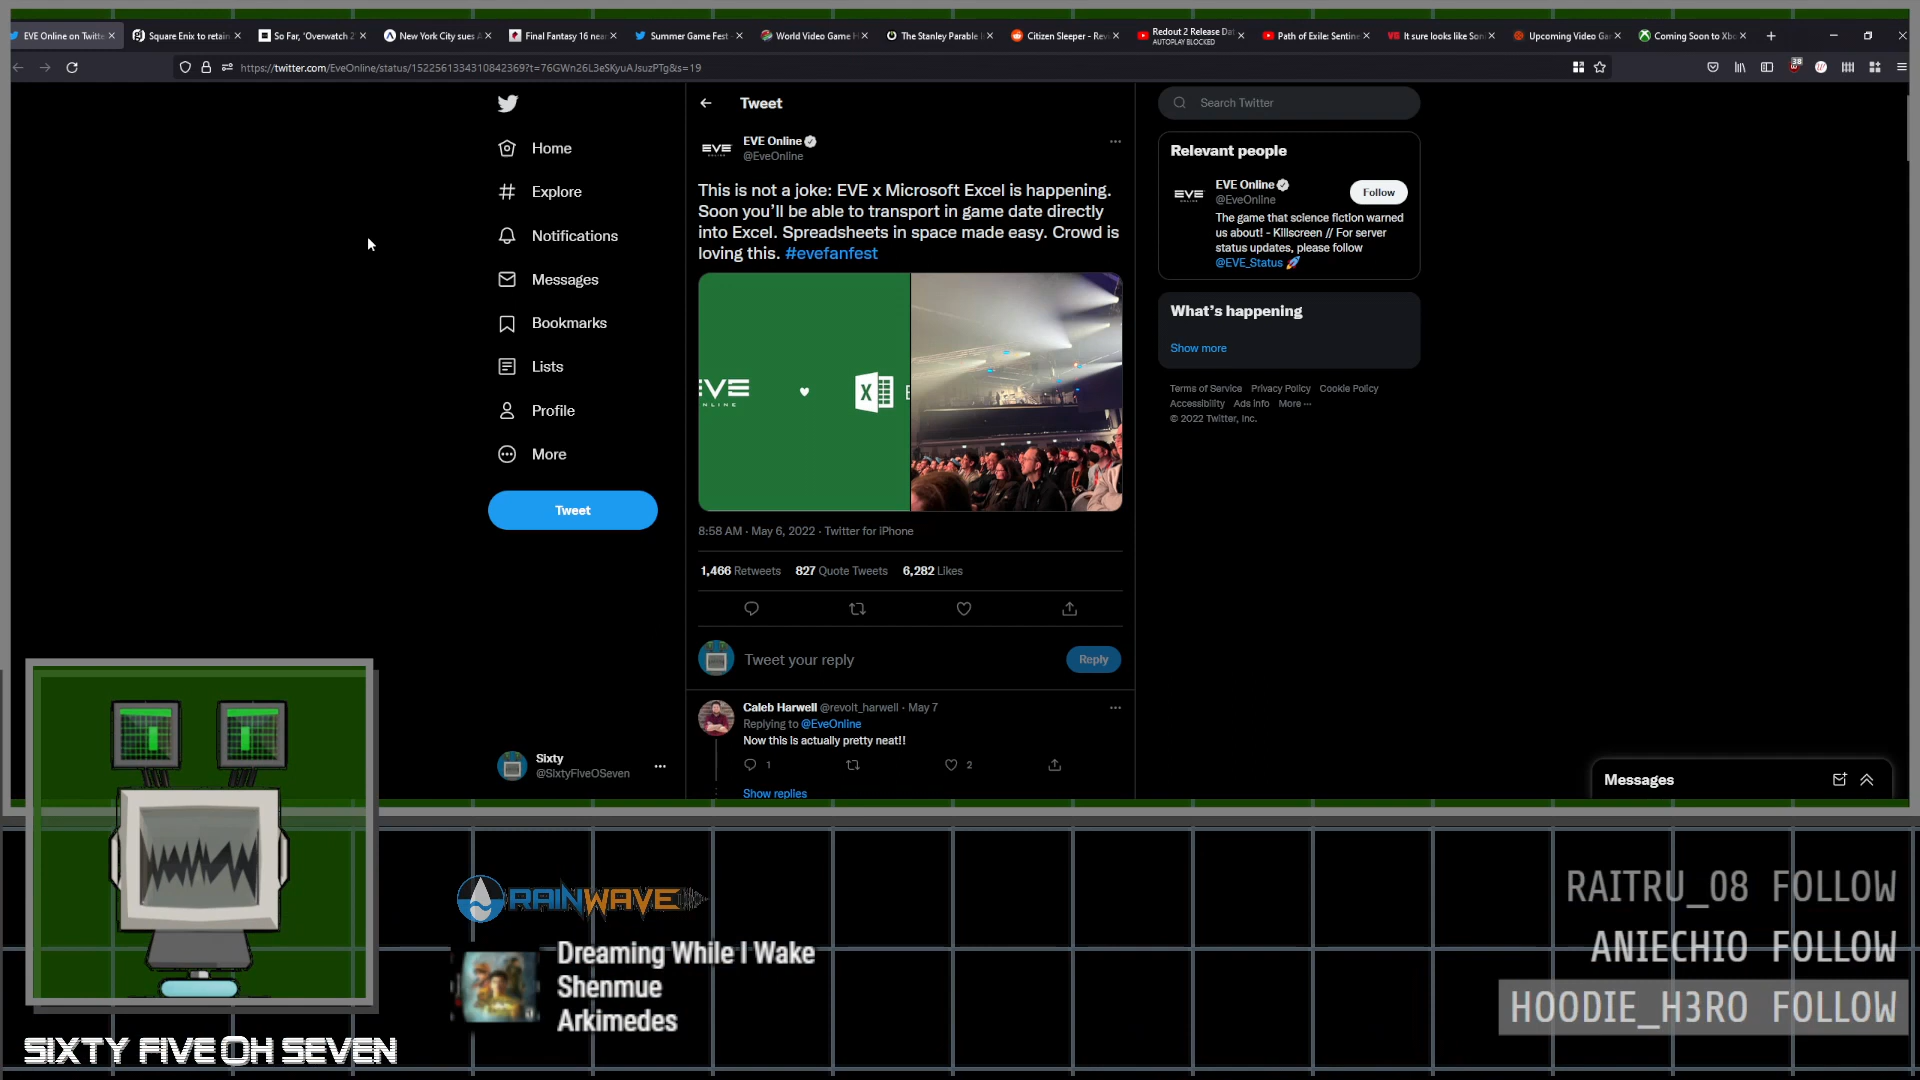 EVE Online on Twitte
Square Enix to retain
So Far, 'Overwatch 2'
New York City sues A
Final Fantasy 16 nea
Summer Game Fest
World Video Game H
The Stanley Parable
Citizen Sleeper - Rev
Redout 2 Release Dat
AUTOPLAY BLOCKED
Path of Exile: Sentine
It sure looks like Son
Upcoming Video Ga
Coming Soon to Xbo
https://twitter.com/EveOnline/status/1522561334310842369?t=76GWn26L3eSKyuAJsuzPTg&s=19
38
Home
Explore
Notifications
Messages
Bookmarks
Lists
Profile
More
Tweet
Sixty
@SixtyFiveOSeven
Tweet
EVE Online
@EveOnline
This is not a joke: EVE x Microsoft Excel is happening.
Soon you'll be able to transport in game date directly
into Excel. Spreadsheets in space made easy. Crowd is
loving this. #evefanfest
8:58 AM · May 6, 2022 · Twitter for iPhone
1,466 Retweets 827 Quote Tweets 6,282 Likes
Tweet your reply
Reply
Caleb Harwell @revolt_harwell · May 7
Replying to @EveOnline
Now this is actually pretty neat!!
1
2
Show replies
Search Twitter
Relevant people
EVE Online
@EveOnline
Follow
The game that science fiction warned
us about! - Killscreen // For server
status updates, please follow
@EVE_Status 🚀
What's happening
Show more
Terms of Service Privacy Policy Cookie Policy
Accessibility Ads info More ···
© 2022 Twitter, Inc.
Messages
SIXTY FIVE OH SEVEN
RAINWAVE
Dreaming While I Wake
Shenmue
Arkimedes
RAITRU_08 FOLLOW
ANIECHIO FOLLOW
HOODIE_H3RO FOLLOW